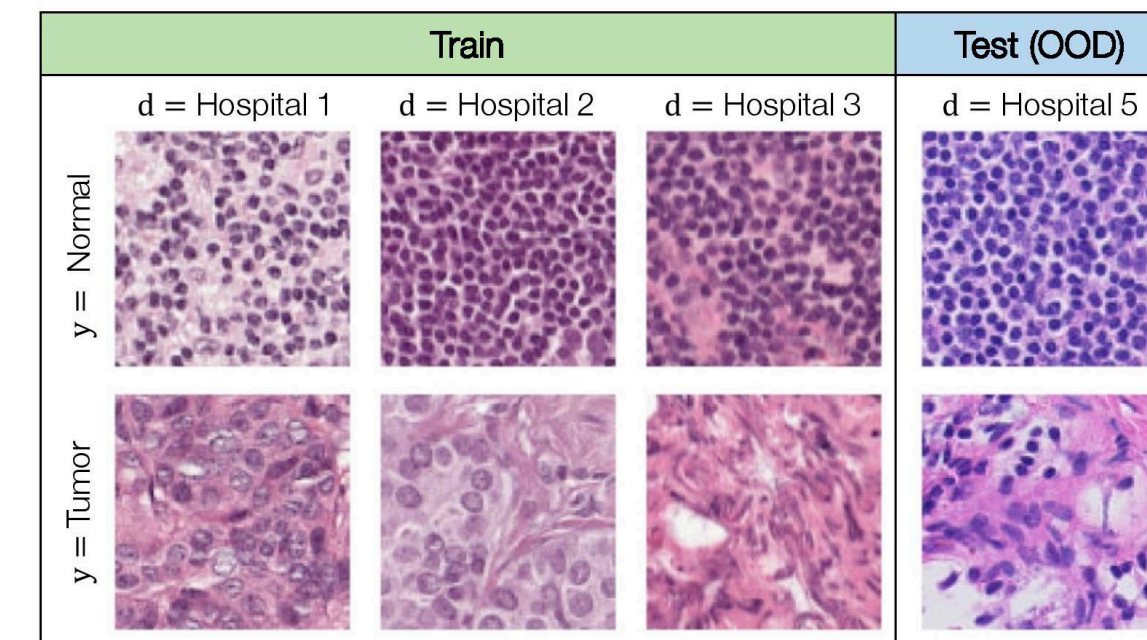 Train
Test (OOD)
d = Hospital 1
d = Hospital 2
d = Hospital 3
d = Hospital 5
y = Normal
y = Tumor